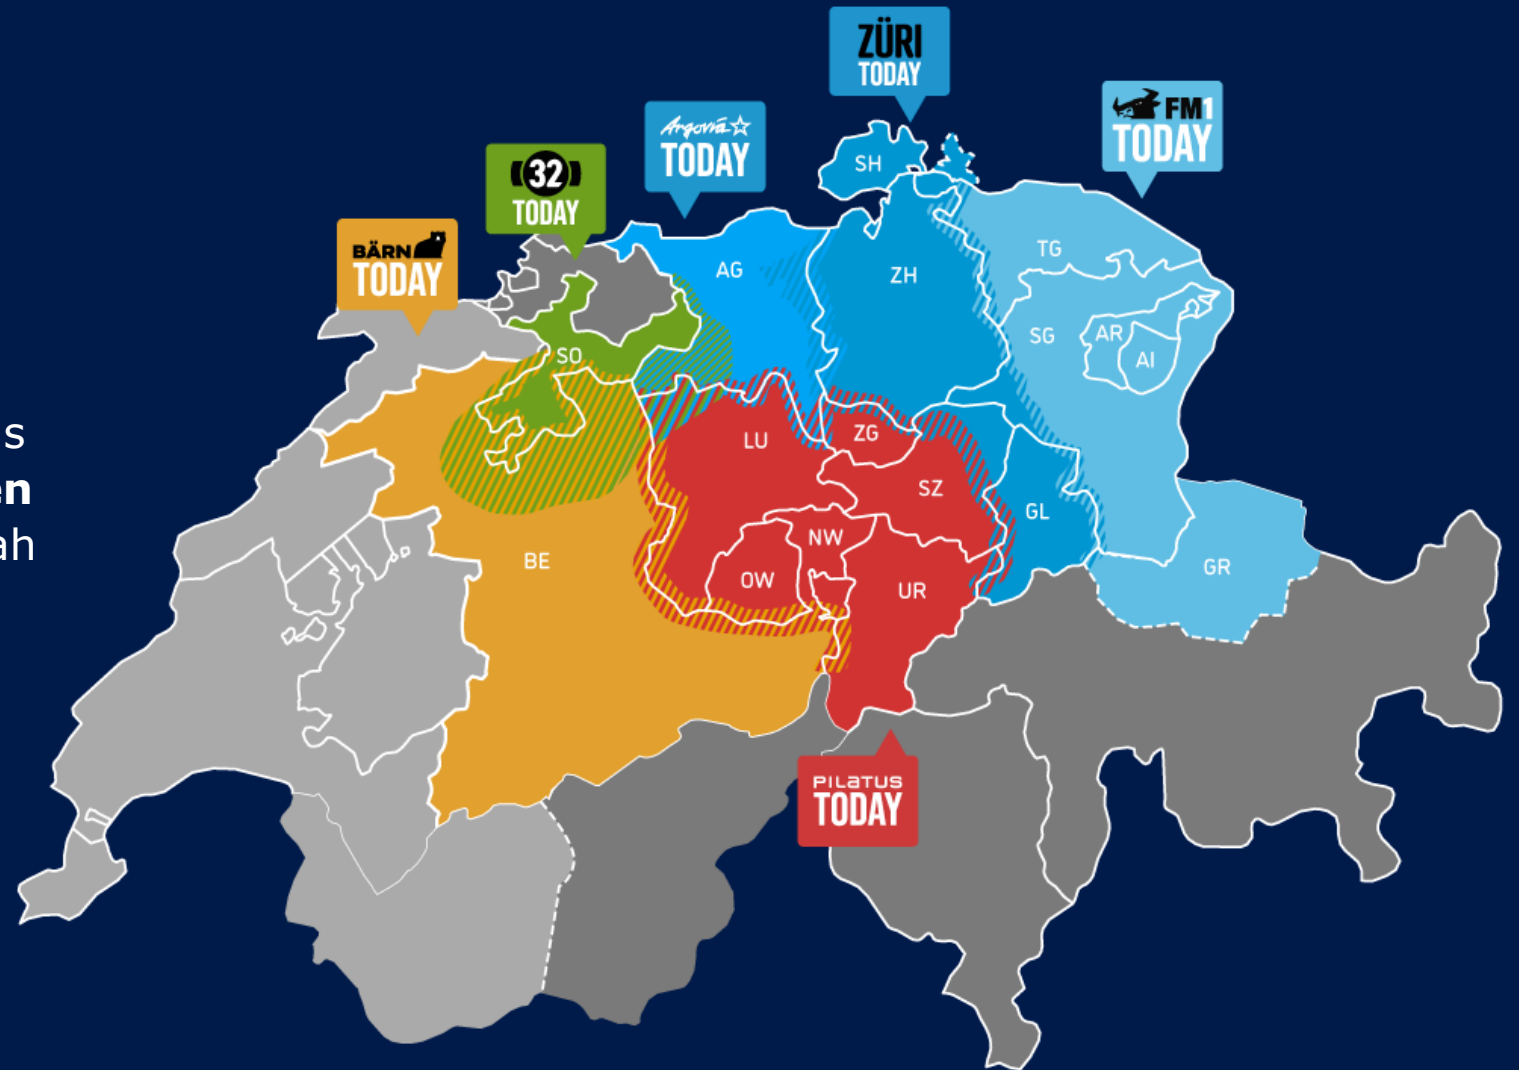 ZÜRI
TODAY
FM1
TODAY
Argovia
TODAY
32
TODAY
BÄRN
TODAY
SH
TG
AG
ZH
SG
AR
AI
SO
s
en
ah
LU
ZG
SZ
GL
NW
BE
OW
UR
GR
PILATUS
TODAY